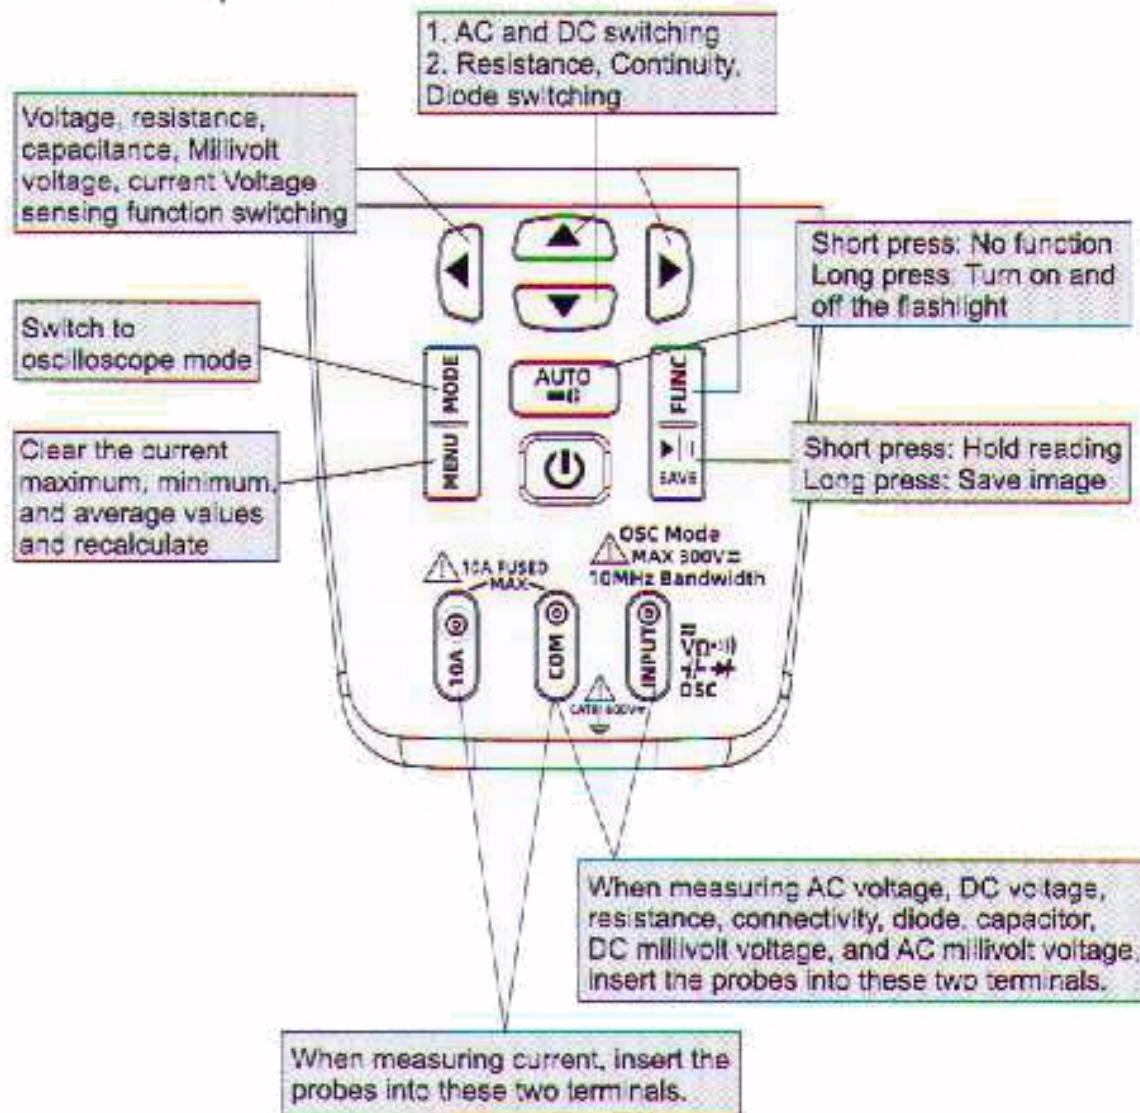 1. AC and DC switching
2. Resistance, Continuity,
Diode switching
Voltage, resistance,
capacitance, Millivolt
voltage, current Voltage
sensing function switching
Short press: No function
Long press: Turn on and
off the flashlight
Switch to
oscilloscope mode
MODE
AUTO
FUNC
Clear the current
maximum, minimum,
and average values
and recalculate
MENU
SAVE
Short press: Hold reading
Long press: Save image
OSC Mode
MAX 300V
10MHz Bandwidth
10A FUSED
MAX
10A
COM
INPUT
VΩ
OSC
CATIII 600V
When measuring AC voltage, DC voltage,
resistance, connectivity, diode, capacitor,
DC millivolt voltage, and AC millivolt voltage,
insert the probes into these two terminals.
When measuring current, insert the
probes into these two terminals.